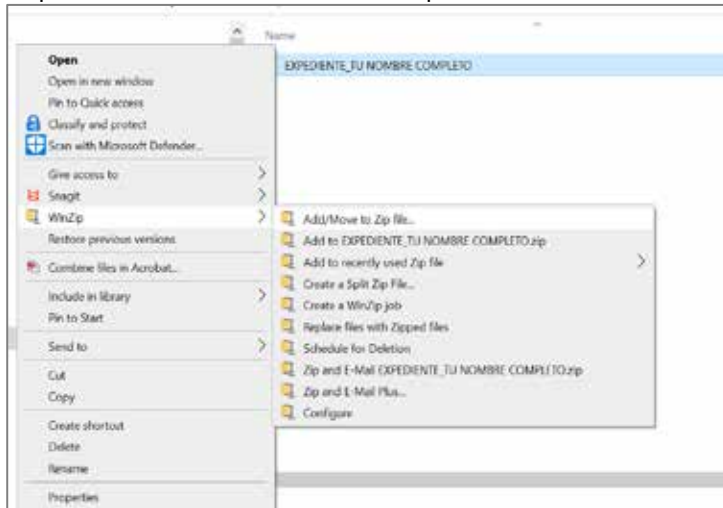 Name
EXPEDIENTE_TU NOMBRE COMPLETO
Open
Open in new window
Pin to Quick access
Classify and protect
Scan with Microsoft Defender...
Give access to
Snagit
WinZip
Restore previous versions
Combine files in Acrobat...
Include in library
Pin to Start
Send to
Cut
Copy
Create shortcut
Delete
Rename
Properties
Add/Move to Zip file...
Add to EXPEDIENTE_TU NOMBRE COMPLETO.zip
Add to recently used Zip file
Create a Split Zip File...
Create a WinZip job
Replace files with Zipped files
Schedule for Deletion
Zip and E-Mail EXPEDIENTE_TU NOMBRE COMPLETO.zip
Zip and E-Mail Plus...
Configure